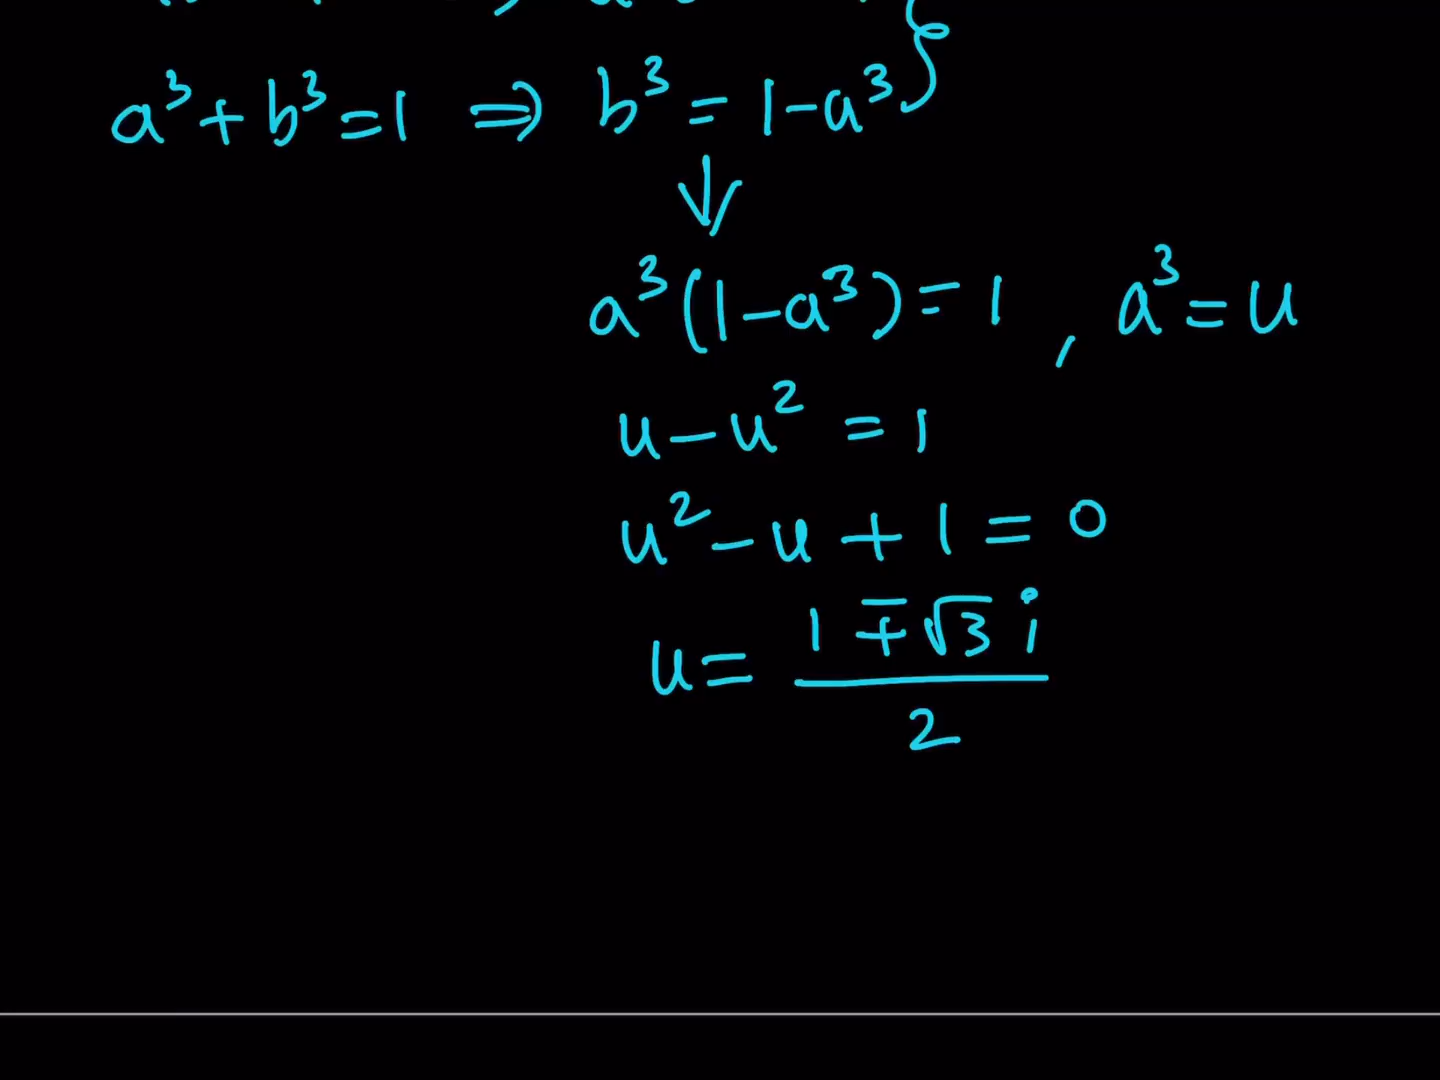 a³ + b³ = 1 ⇒ b³ = 1 - a³
a³(1 - a³) = 1 , a³ = u
u - u² = 1
u² - u + 1 = 0
u = (1 ∓ √3 i) / 2